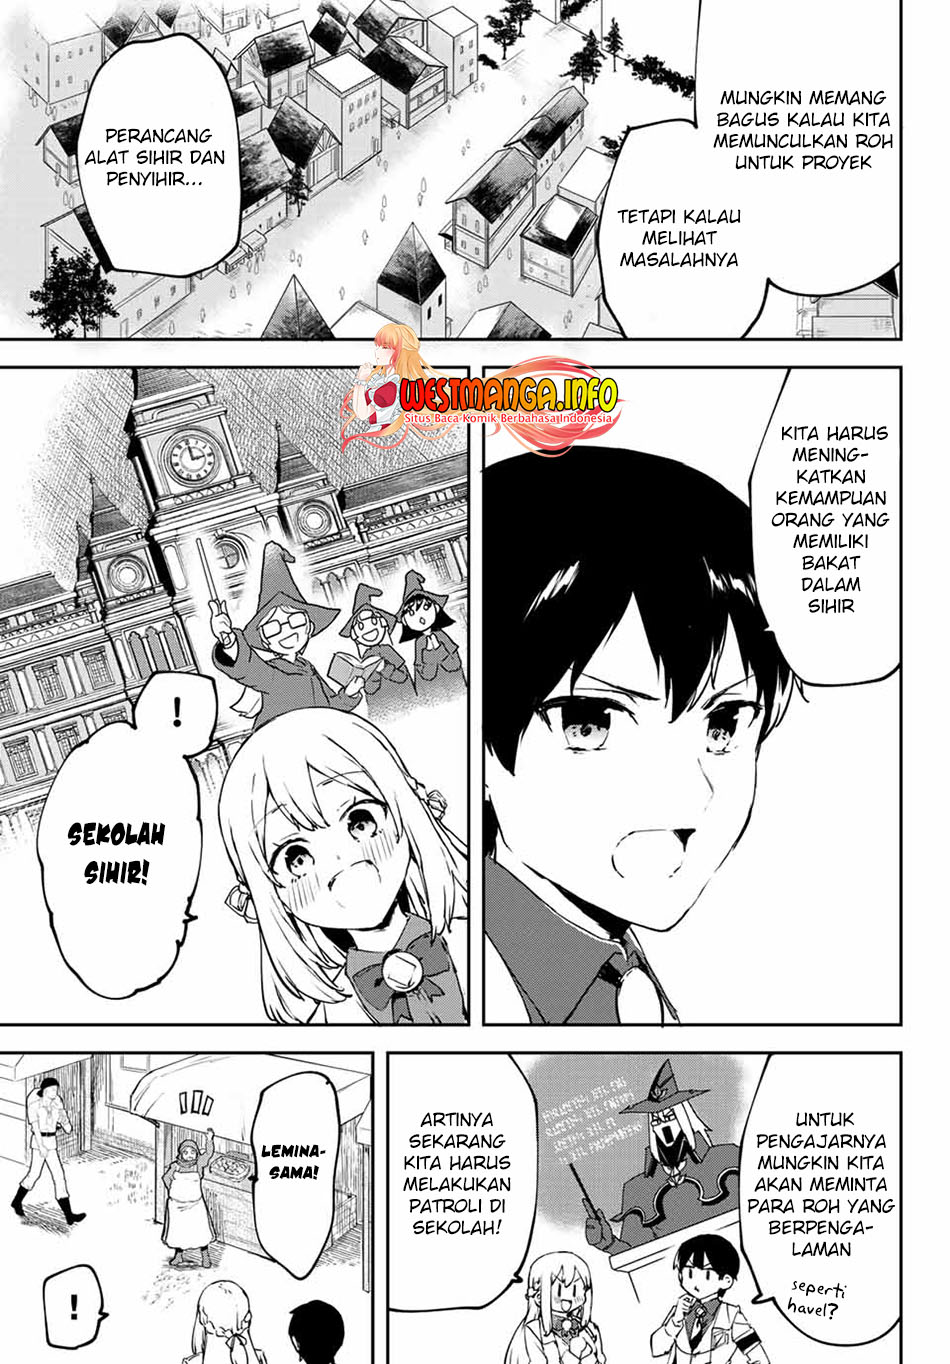 MUNGKIN MEMANG
BAGUS KALAU KITA
MEMUNCULKAN ROH
UNTUK PROYEK
TETAPI KALAU
MELIHAT
MASALAHNYA
PERANCANG
ALAT SIHIR DAN
PENYIHIR...
WESTMANGA.INFO
Situs Baca Komik Berbahasa Indonesia
KITA HARUS
MENING-
KATKAN
KEMAMPUAN
ORANG YANG
MEMILIKI
BAKAT
DALAM
SIHIR
!
SEKOLAH
SIHIR!
UNTUK
PENGAJARNYA
MUNGKIN KITA
AKAN MEMINTA
PARA ROH YANG
BERPENGA-
LAMAN
seperti
havel?
ARTINYA
SEKARANG
KITA HARUS
MELAKUKAN
PATROLI DI
SEKOLAH!
LEMINA-
SAMA!
!